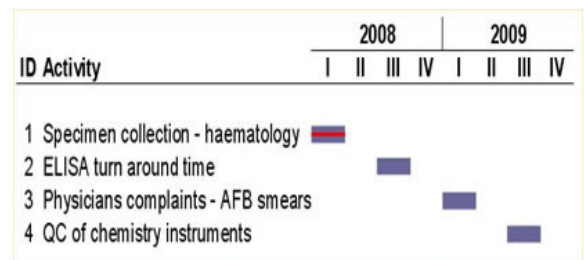 2008 2009
ID Activity I II III IV I II III IV
1 Specimen collection - haematology
2 ELISA turn around time
3 Physicians complaints - AFB smears
4 QC of chemistry instruments